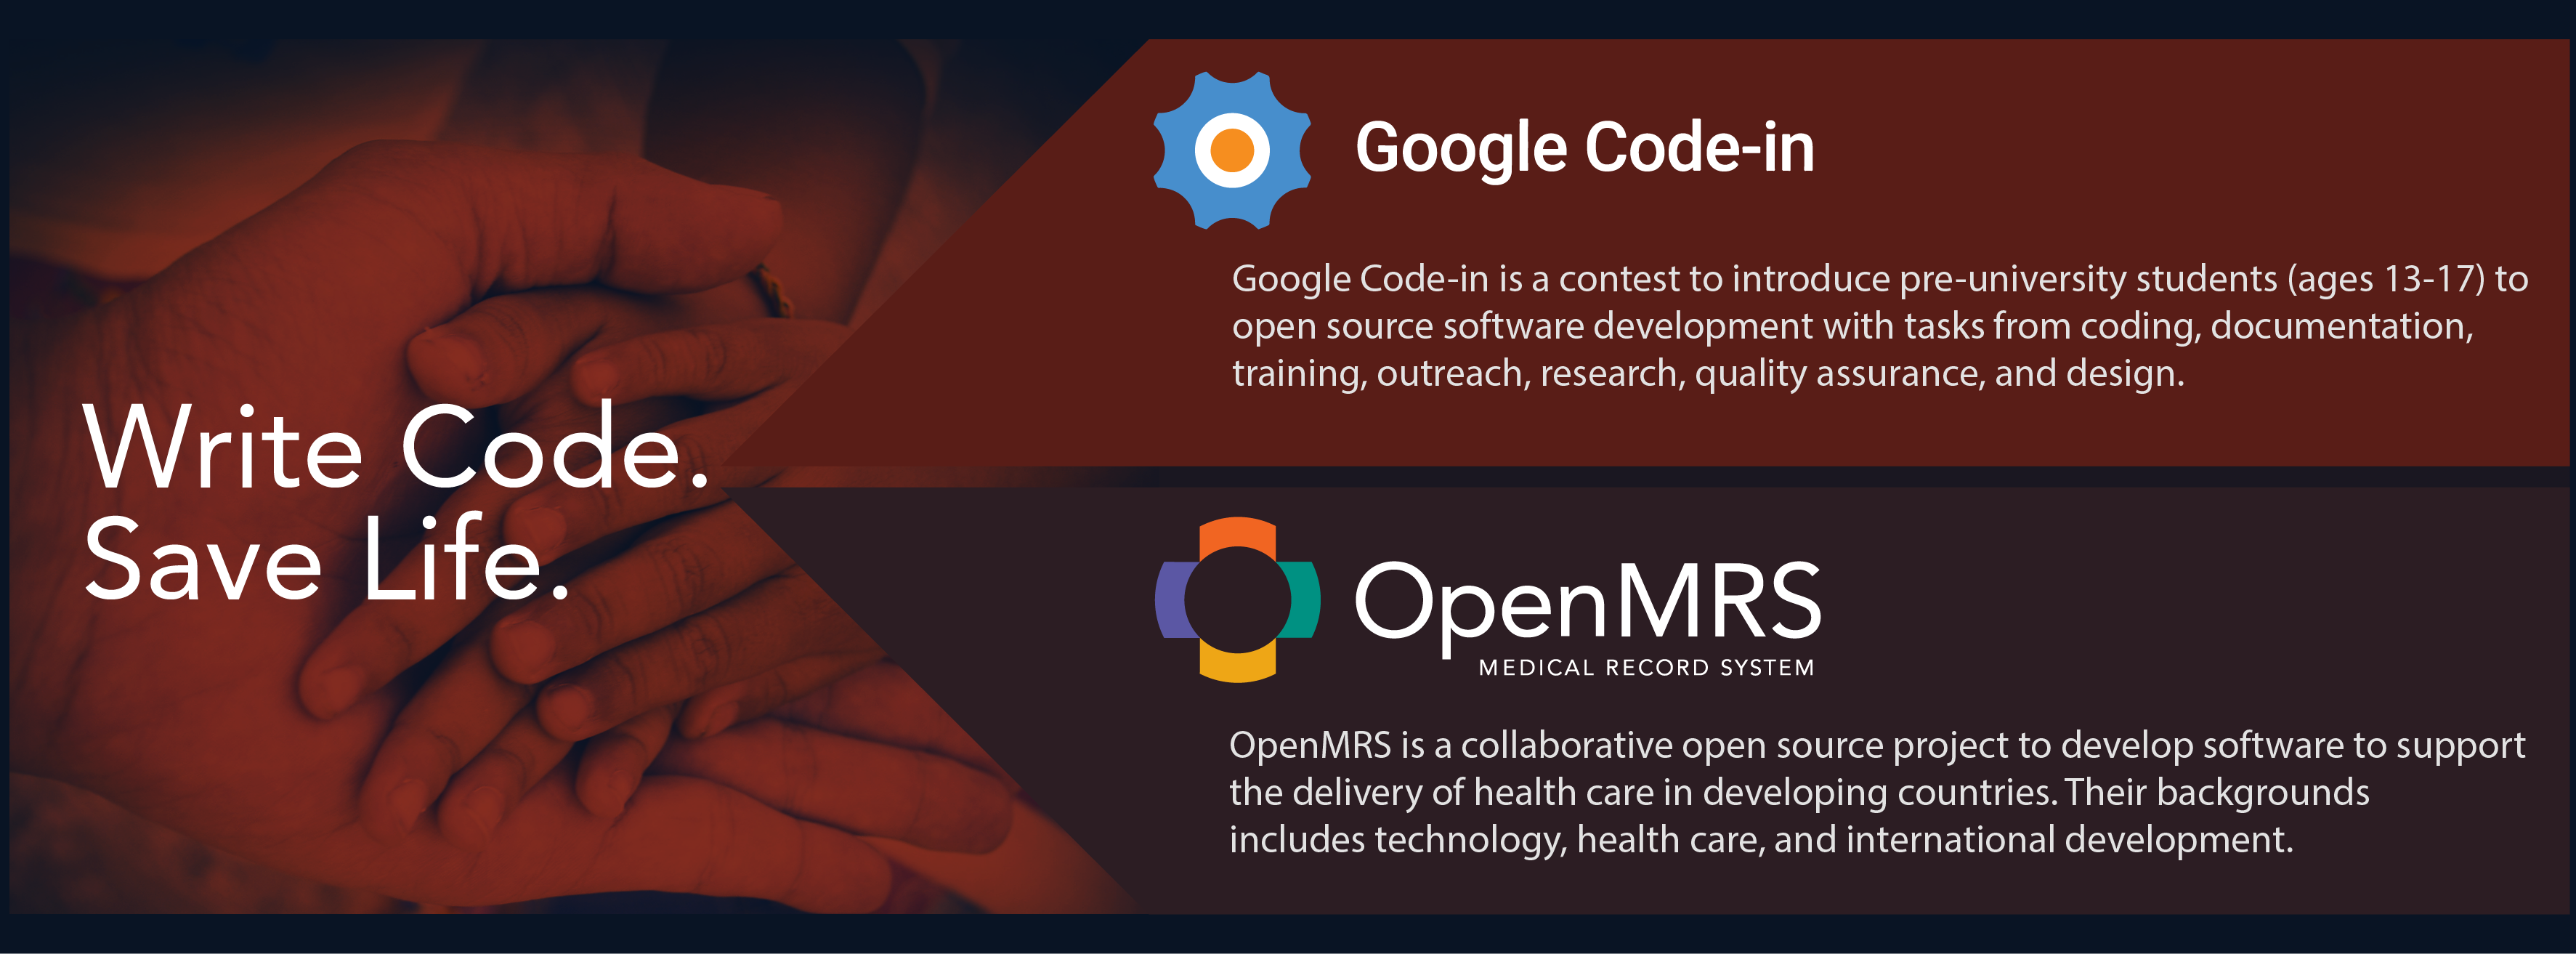 Write Code.
Save Life.
Google Code-in
Google Code-in is a contest to introduce pre-university students (ages 13-17) to
open source software development with tasks from coding, documentation,
training, outreach, research, quality assurance, and design.
OpenMRS
MEDICAL RECORD SYSTEM
OpenMRS is a collaborative open source project to develop software to support
the delivery of health care in developing countries. Their backgrounds
includes technology, health care, and international development.